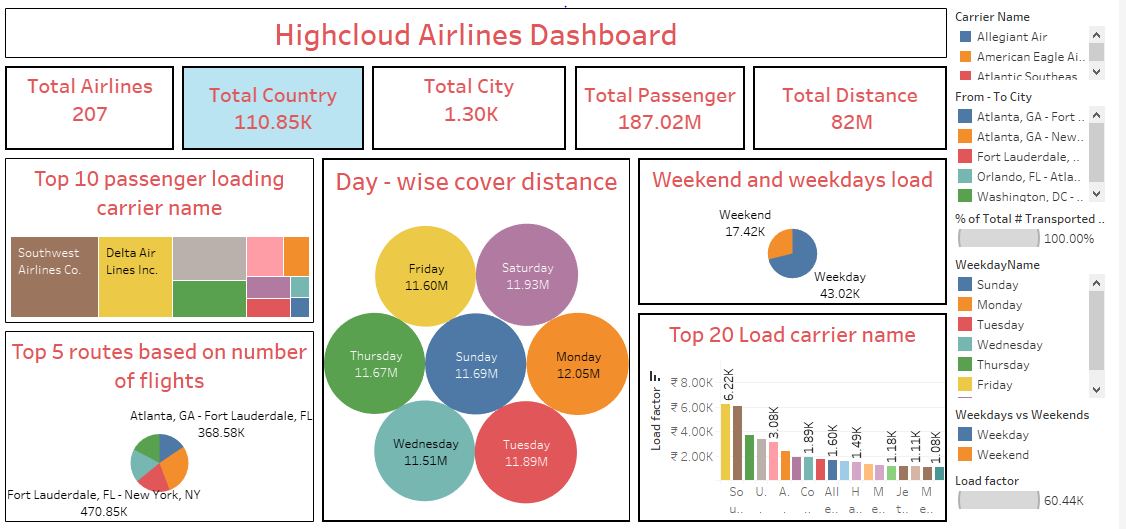 Highcloud Airlines Dashboard
Total Airlines
207
Total Country
110.85K
Total City
1.30K
Total Passenger
187.02M
Total Distance
82M
Top 10 passenger loading
carrier name
Southwest
Airlines Co.
Delta Air
Lines Inc.
Top 5 routes based on number
of flights
Atlanta, GA - Fort Lauderdale, FL
368.58K
Fort Lauderdale, FL - New York, NY
470.85K
Day - wise cover distance
Friday
11.60M
Saturday
11.93M
Thursday
11.67M
Sunday
11.69M
Monday
12.05M
Wednesday
11.51M
Tuesday
11.89M
Weekend and weekdays load
Weekend
17.42K
Weekday
43.02K
Top 20 Load carrier name
Load factor
₹ 8.00K
₹ 6.00K
₹ 4.00K
₹ 2.00K
6.22K
3.08K
1.89K
1.60K
1.49K
1.18K
1.11K
1.08K
So
u..
U.
.
A.
.
Co
..
All
e..
H
a..
M
e..
Je
t..
M
e..
Carrier Name
Allegiant Air
American Eagle Ai..
Atlantic Southeas
From - To City
Atlanta, GA - Fort ..
Atlanta, GA - New..
Fort Lauderdale, ..
Orlando, FL - Atla..
Washington, DC - ..
% of Total # Transported ..
100.00%
WeekdayName
Sunday
Monday
Tuesday
Wednesday
Thursday
Friday
Weekdays vs Weekends
Weekday
Weekend
Load factor
60.44K